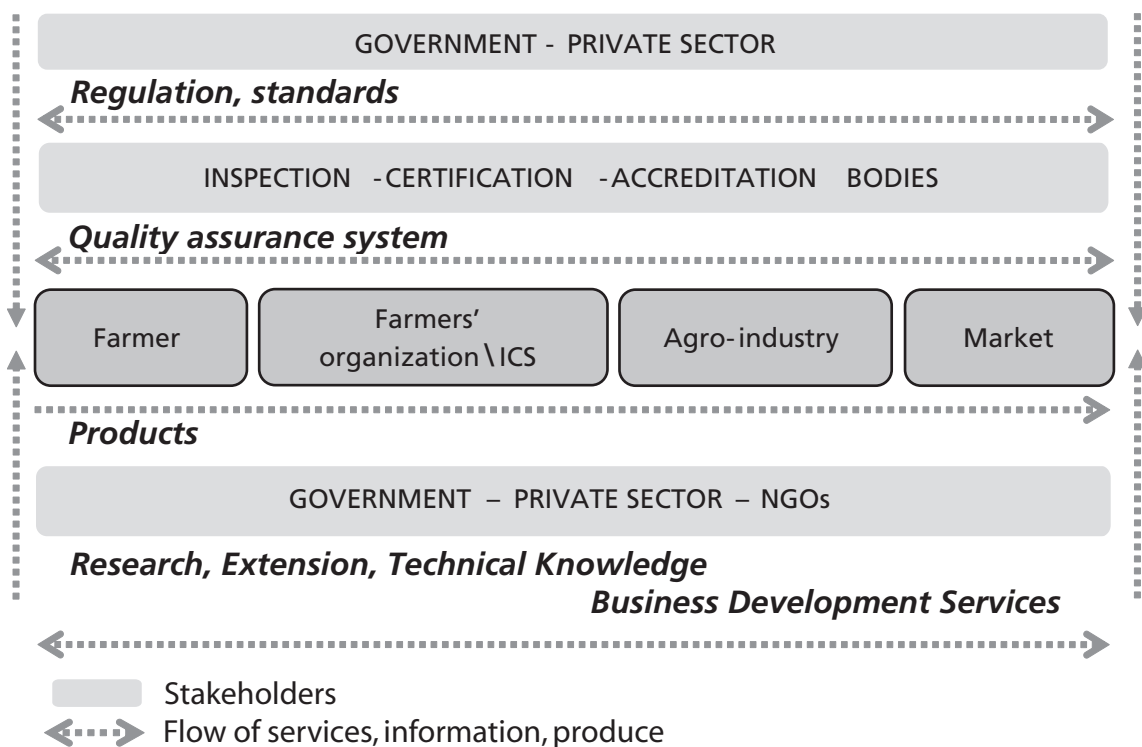 GOVERNMENT - PRIVATE SECTOR
Regulation, standards
INSPECTION -CERTIFICATION -ACCREDITATION BODIES
Quality assurance system
Farmer
Farmers'
organization\ICS
Agro-industry
Market
Products
GOVERNMENT – PRIVATE SECTOR – NGOs
Research, Extension, Technical Knowledge
Business Development Services
Stakeholders
Flow of services, information, produce